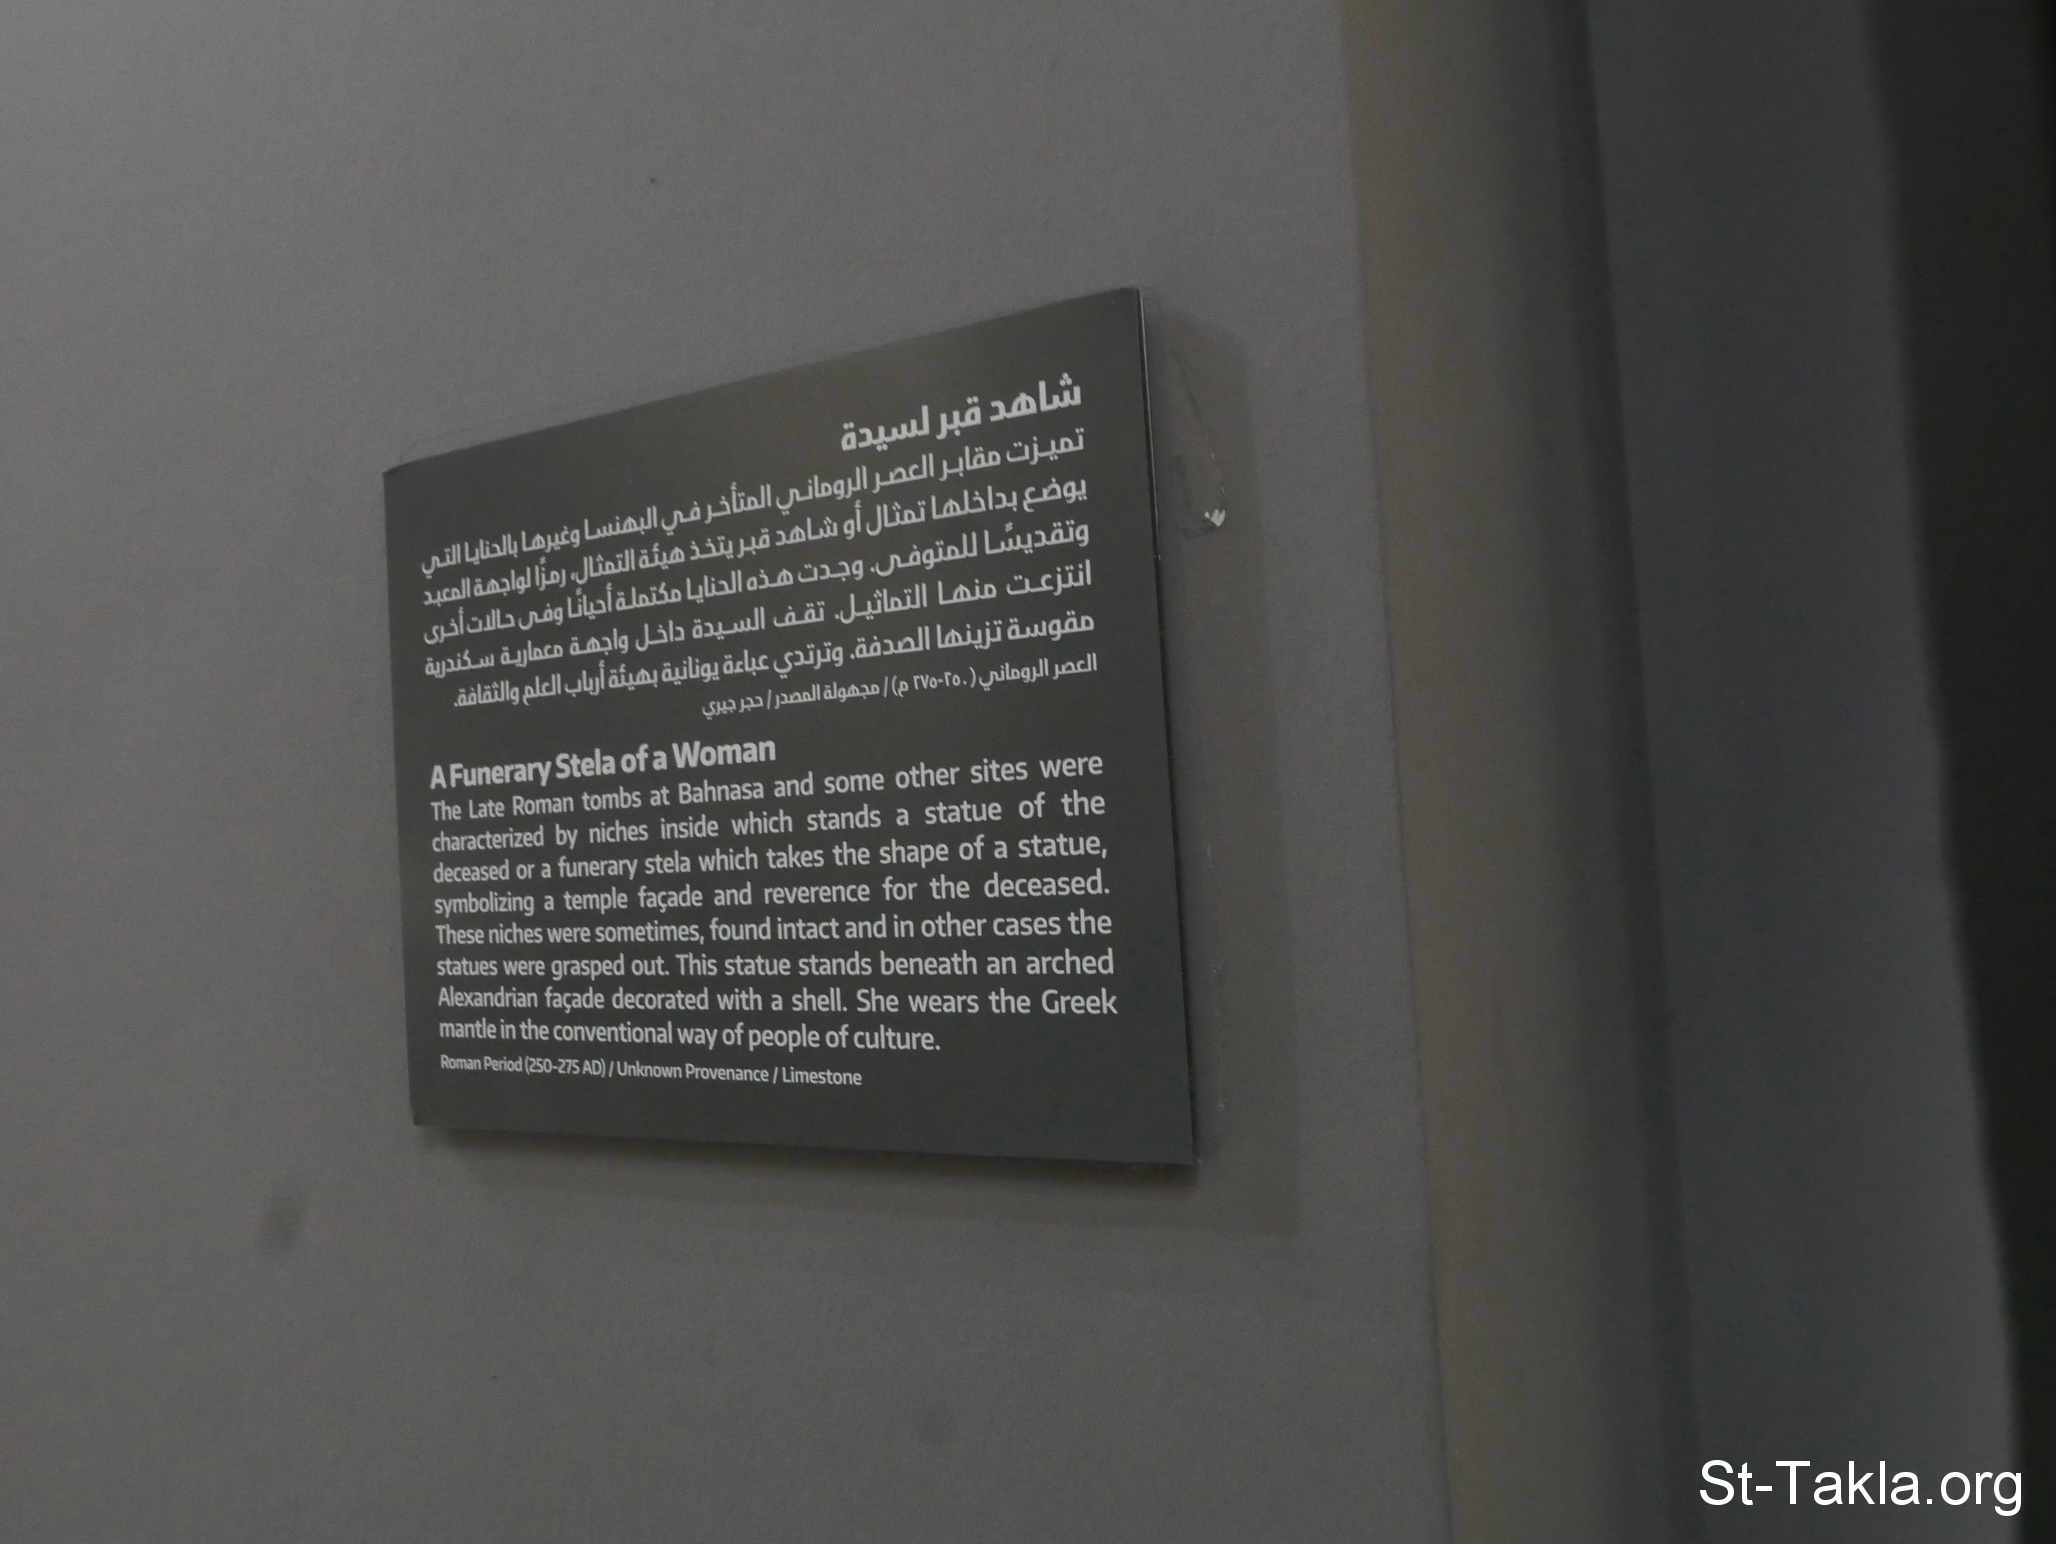 شاهد قبر لسيدة
تميزت مقابر العصر الروماني المتأخر في البهنسا وغيرها بالحنايا التي
يوضع بداخلها تمثال أو شاهد قبر يتخذ هيئة التمثال، رمزًا لواجهة المعبد
وتقديسًا للمتوفى. وجدت هذه الحنايا مكتملة أحيانًا وفي حالات أخرى
انتزعت منها التماثيل. تقف السيدة داخل واجهة معمارية سكندرية
مقوسة تزينها الصدفة. وترتدي عباءة يونانية بهيئة أرباب العلم والثقافة.
العصر الروماني (٢٥٠-٢٧٥ م) / مجهولة المصدر / حجر جيري
A Funerary Stela of a Woman
The Late Roman tombs at Bahnasa and some other sites were
characterized by niches inside which stands a statue of the
deceased or a funerary stela which takes the shape of a statue,
symbolizing a temple façade and reverence for the deceased.
These niches were sometimes, found intact and in other cases the
statues were grasped out. This statue stands beneath an arched
Alexandrian façade decorated with a shell. She wears the Greek
mantle in the conventional way of people of culture.
Roman Period (250-275 AD) / Unknown Provenance / Limestone
St-Takla.org